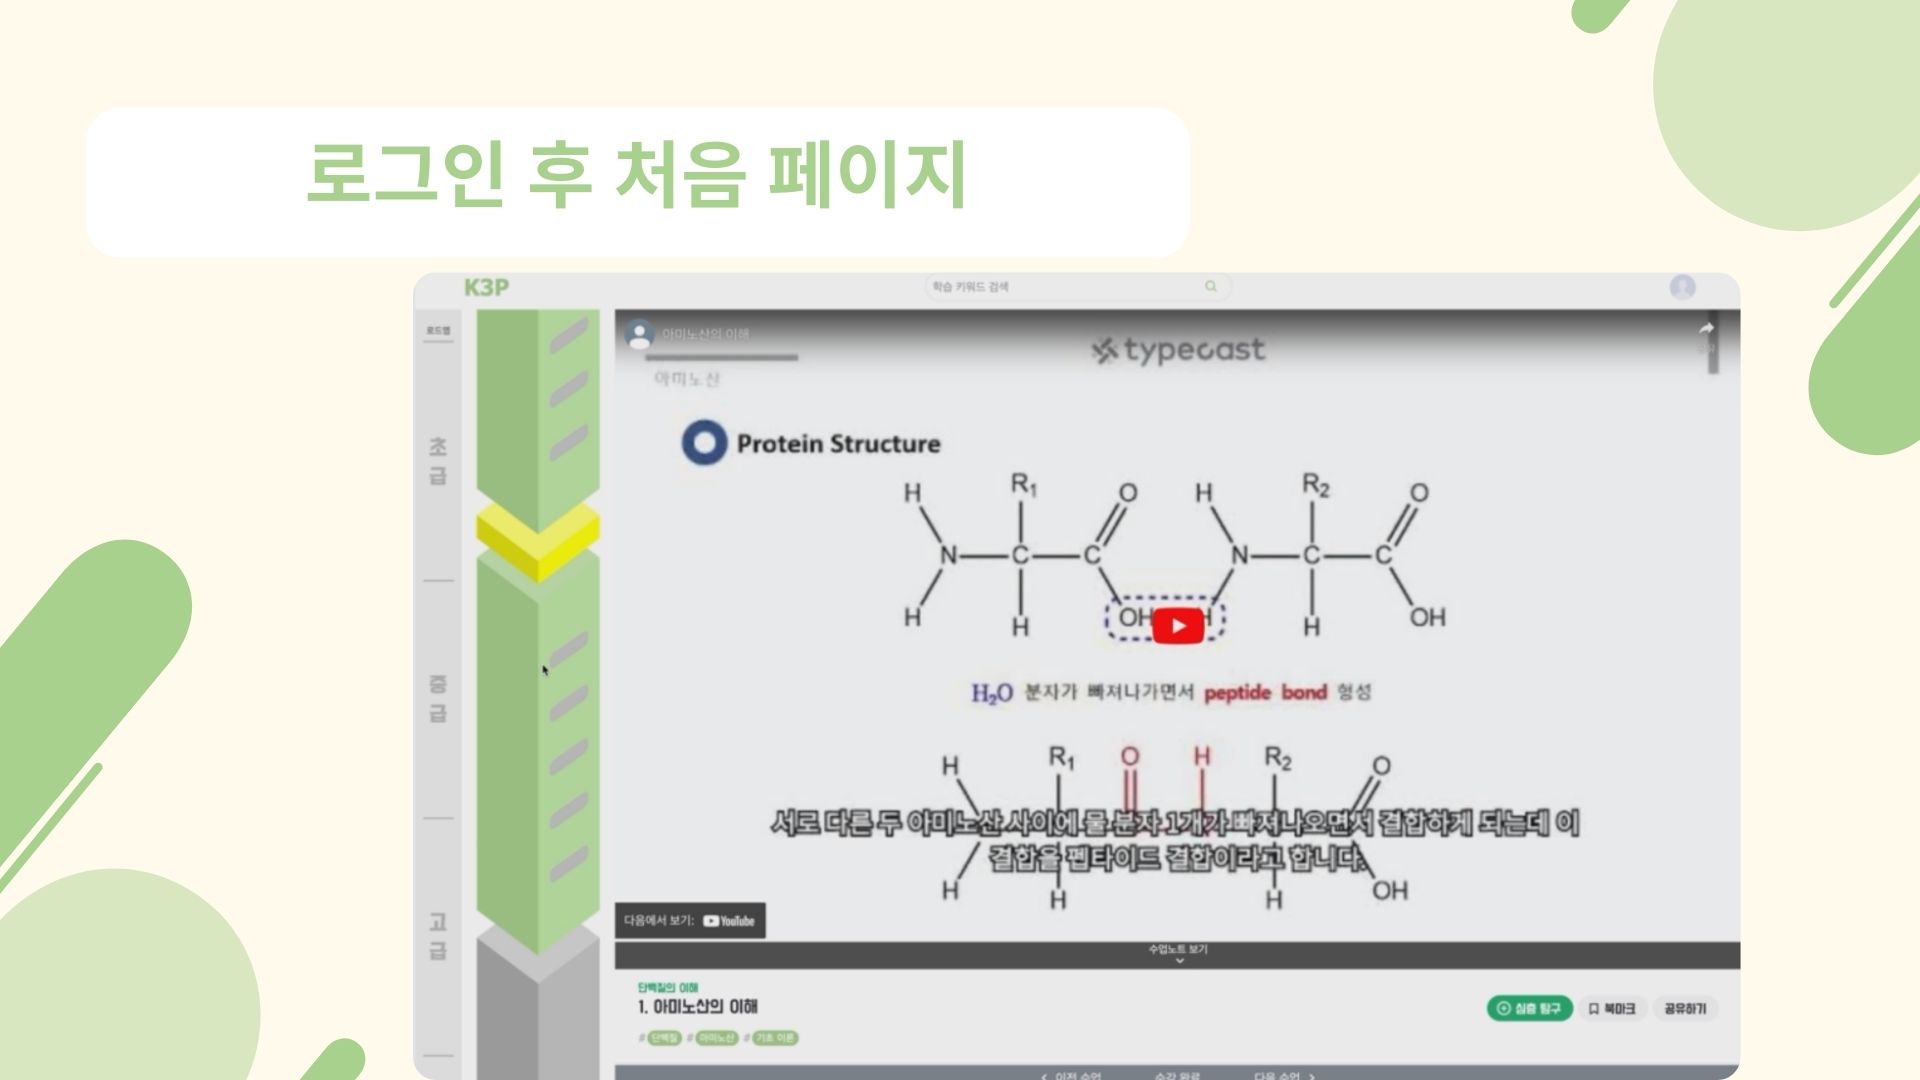 로그인 후 처음 페이지
K3P
학습 키워드 검색
로드맵
초급
중급
고급
아미노산의 이해
typecast
아미노산
Protein Structure
H R1 O H R2 O
N C C N C C
H H OH H H OH
H2O 분자가 빠져나가면서 peptide bond 형성
H R1 O H R2 O
서로 다른 두 아미노산 사이에 물 분자 1개가 빠져나오면서 결합하게 되는데 이
결합을 펩타이드 결합이라고 합니다.
H H H OH
다음에서 보기: YouTube
수업노트 보기
단백질의 이해
1. 아미노산의 이해
심층 탐구 북마크 공유하기
#단백질 #아미노산 #기초 이론
이전 수업 수강 완료 다음 수업